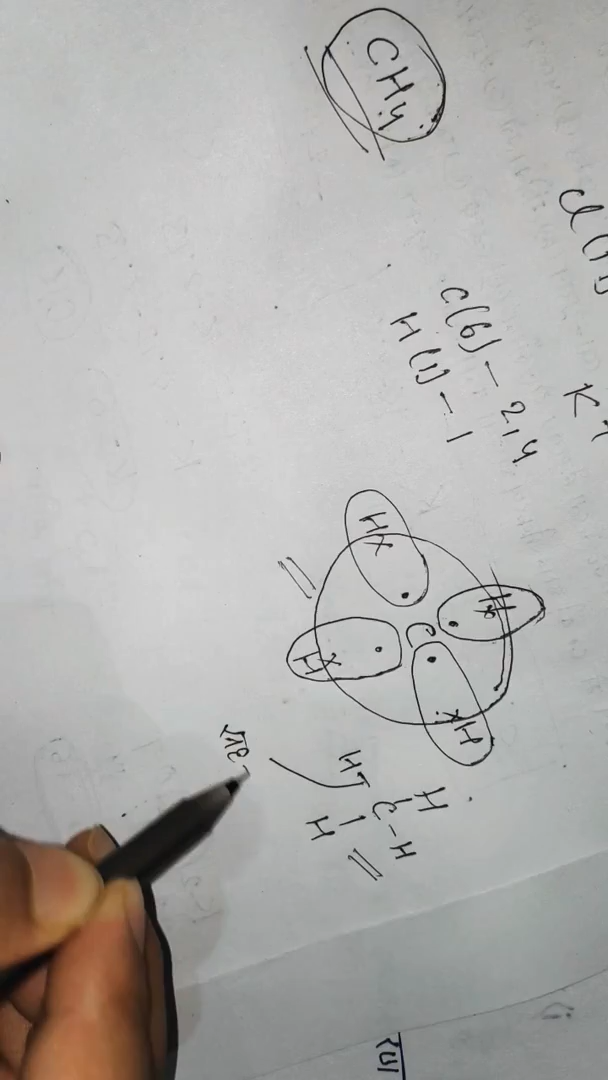 CH4
C(6) - 2,4
H(1) - 1
H x
H x
C
H x
H x
H
H - C - H
H